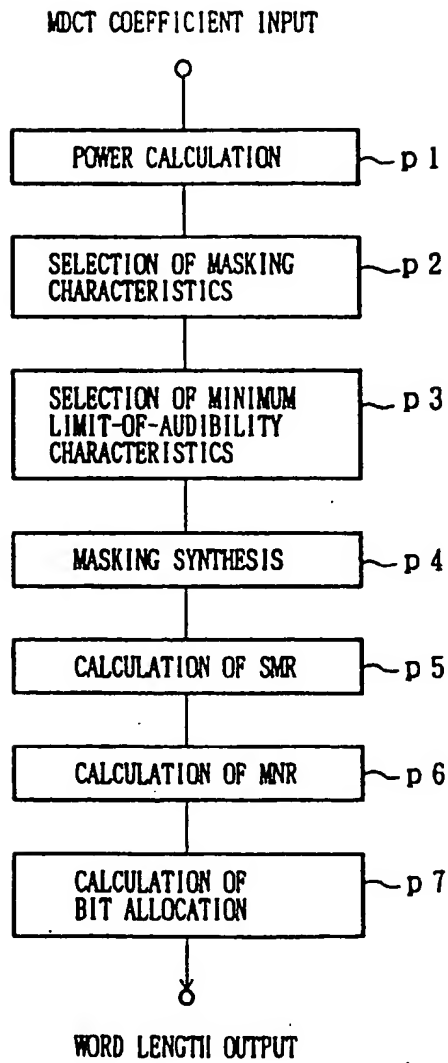 MDCT COEFFICIENT INPUT
POWER CALCULATION
p 1
SELECTION OF MASKING
CHARACTERISTICS
p 2
SELECTION OF MINIMUM
LIMIT-OF-AUDIBILITY
CHARACTERISTICS
p 3
MASKING SYNTHESIS
p 4
CALCULATION OF SMR
p 5
CALCULATION OF MNR
p 6
CALCULATION OF
BIT ALLOCATION
p 7
WORD LENGTH OUTPUT